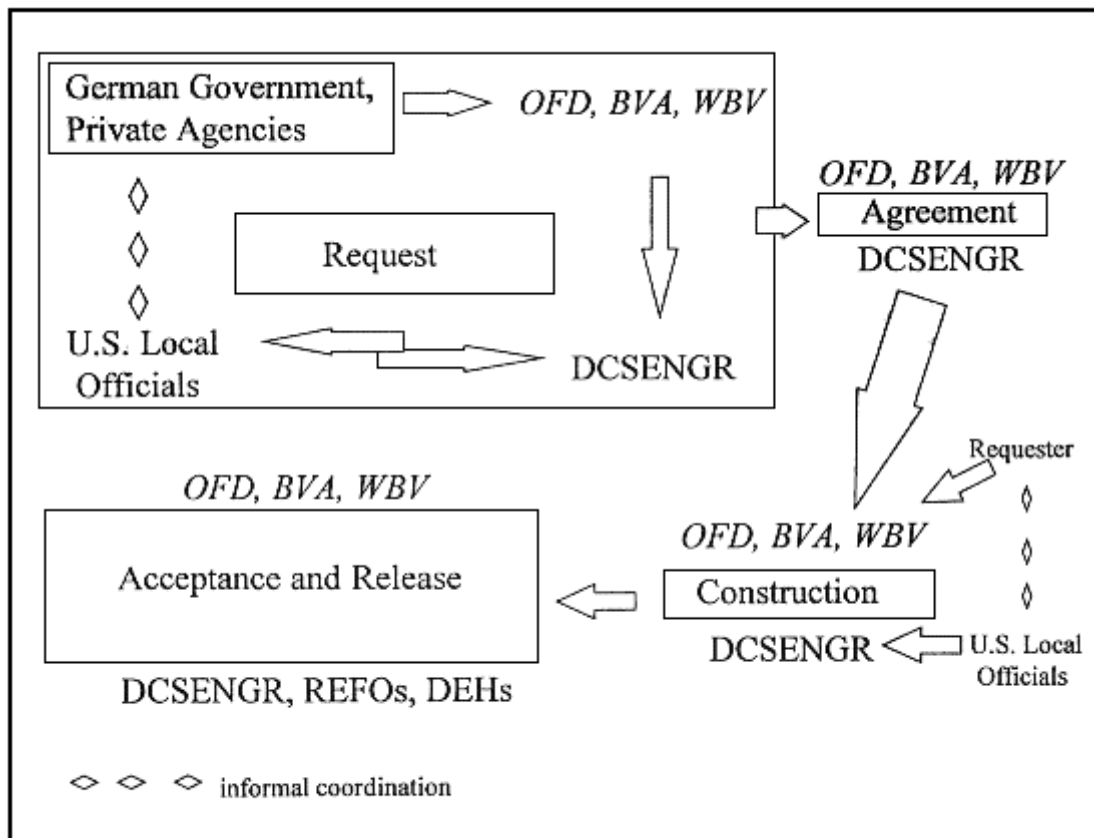 German Government,
Private Agencies
OFD, BVA, WBV
Request
U.S. Local
Officials
DCSENGR
OFD, BVA, WBV
Agreement
DCSENGR
Requester
OFD, BVA, WBV
Construction
DCSENGR
U.S. Local
Officials
OFD, BVA, WBV
Acceptance and Release
DCSENGR, REFOs, DEHs
informal coordination